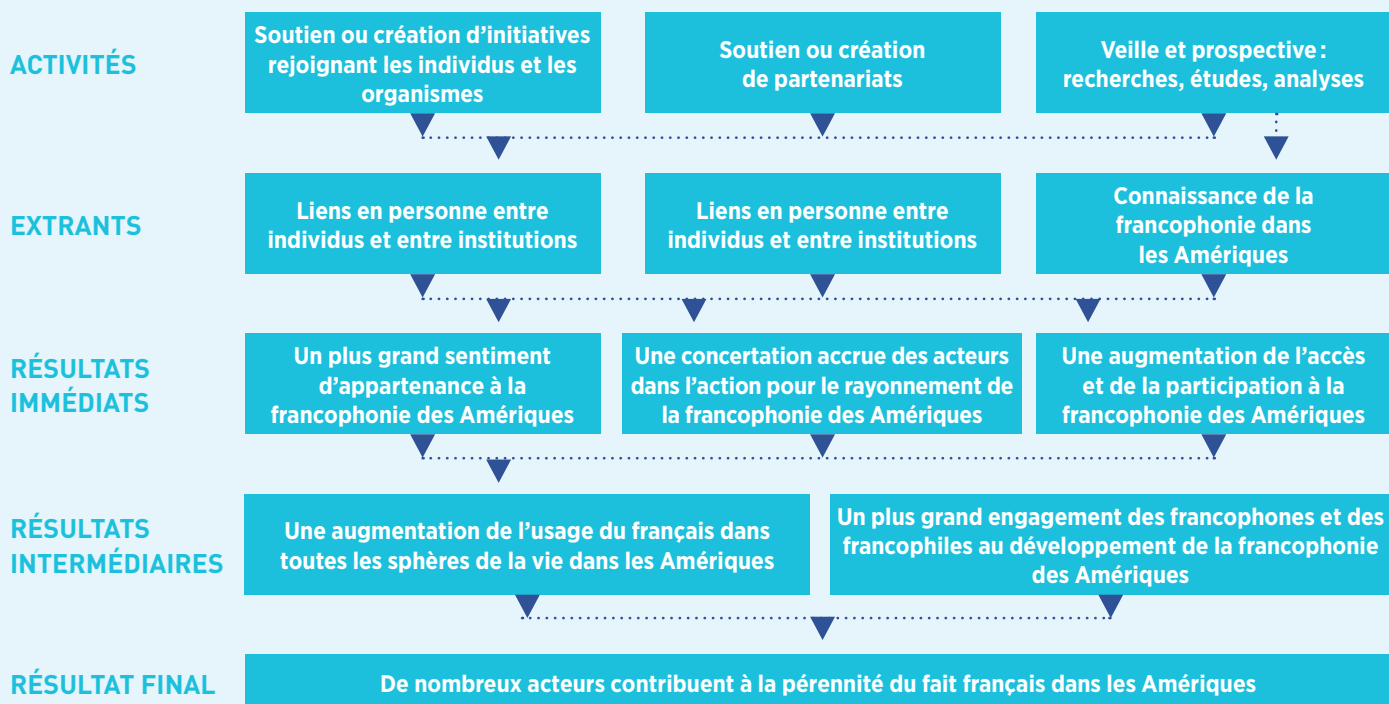 ACTIVITÉS
Soutien ou création d’initiatives
rejoignant les individus et les
organismes
Soutien ou création
de partenariats
Veille et prospective :
recherches, études, analyses
EXTRANTS
Liens en personne entre
individus et entre institutions
Liens en personne entre
individus et entre institutions
Connaissance de la
francophonie dans
les Amériques
RÉSULTATS
IMMÉDIATS
Un plus grand sentiment
d’appartenance à la
francophonie des Amériques
Une concertation accrue des acteurs
dans l’action pour le rayonnement de
la francophonie des Amériques
Une augmentation de l’accès
et de la participation à la
francophonie des Amériques
RÉSULTATS
INTERMÉDIAIRES
Une augmentation de l’usage du français dans
toutes les sphères de la vie dans les Amériques
Un plus grand engagement des francophones et des
francophiles au développement de la francophonie
des Amériques
RÉSULTAT FINAL
De nombreux acteurs contribuent à la pérennité du fait français dans les Amériques